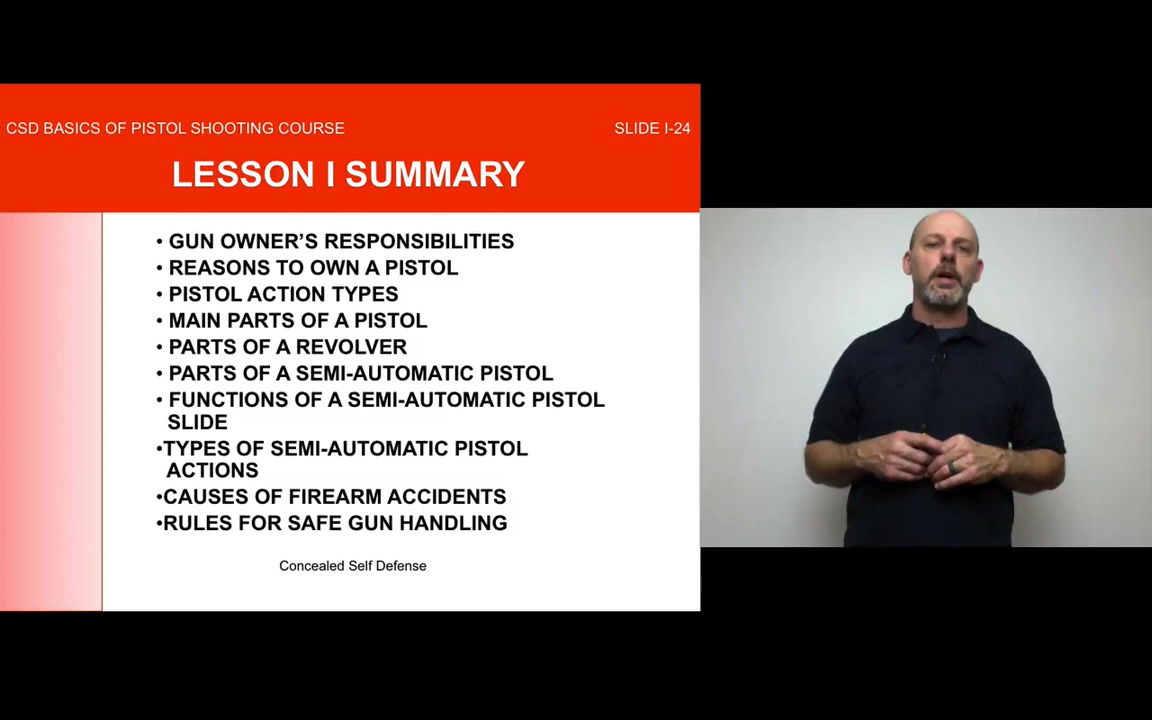 CSD BASICS OF PISTOL SHOOTING COURSE
SLIDE I-24
LESSON I SUMMARY
• GUN OWNER'S RESPONSIBILITIES
• REASONS TO OWN A PISTOL
• PISTOL ACTION TYPES
• MAIN PARTS OF A PISTOL
• PARTS OF A REVOLVER
• PARTS OF A SEMI-AUTOMATIC PISTOL
• FUNCTIONS OF A SEMI-AUTOMATIC PISTOL
SLIDE
•TYPES OF SEMI-AUTOMATIC PISTOL
ACTIONS
•CAUSES OF FIREARM ACCIDENTS
•RULES FOR SAFE GUN HANDLING
Concealed Self Defense